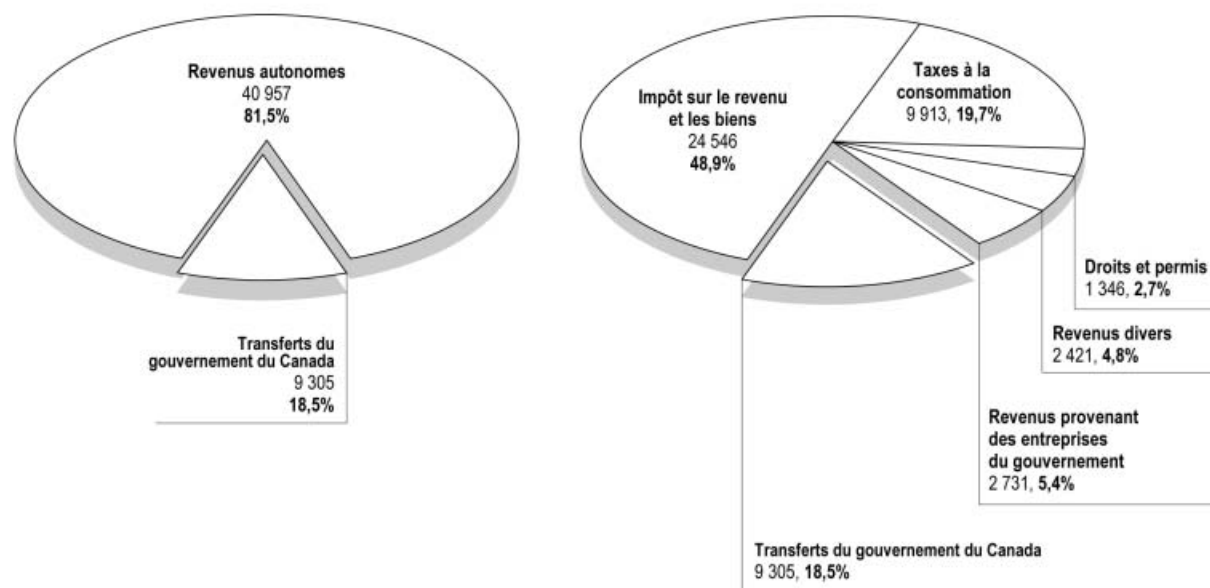 Revenus autonomes
40 957
81,5%
Transferts du
gouvernement du Canada
9 305
18,5%
Impôt sur le revenu
et les biens
24 546
48,9%
Taxes à la
consommation
9 913, 19,7%
Droits et permis
1 346, 2,7%
Revenus divers
2 421, 4,8%
Revenus provenant
des entreprises
du gouvernement
2 731, 5,4%
Transferts du gouvernement du Canada
9 305, 18,5%